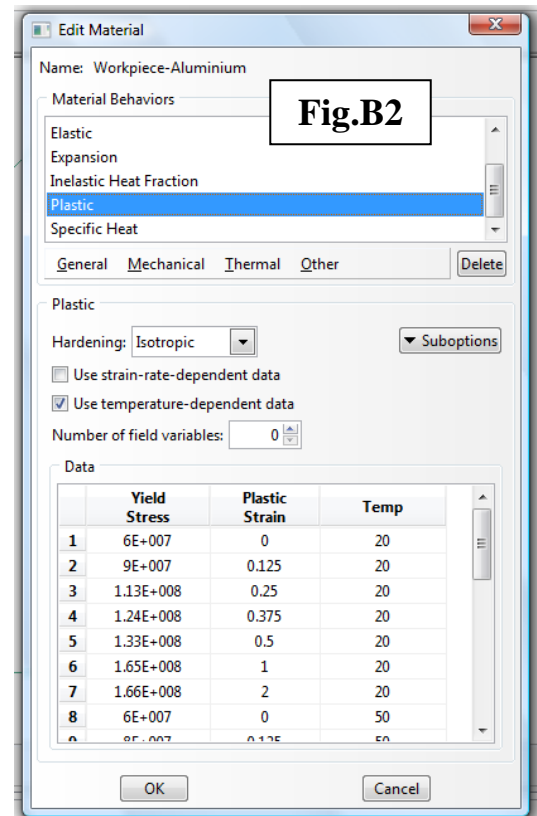 Edit Material
Name: Workpiece-Aluminium
Material Behaviors
Fig.B2
Elastic
Expansion
Inelastic Heat Fraction
Plastic
Specific Heat
General Mechanical Thermal Other Delete
Plastic
Hardening: Isotropic Suboptions
Use strain-rate-dependent data
Use temperature-dependent data
Number of field variables: 0
Data
Yield Stress Plastic Strain Temp
1 6E+007 0 20
2 9E+007 0.125 20
3 1.13E+008 0.25 20
4 1.24E+008 0.375 20
5 1.33E+008 0.5 20
6 1.65E+008 1 20
7 1.66E+008 2 20
8 6E+007 0 50
OK Cancel